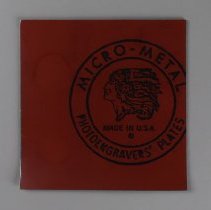 MICRO-METAL
MADE IN U.S.A.
©
PHOTOENGRAVERS' PLATES